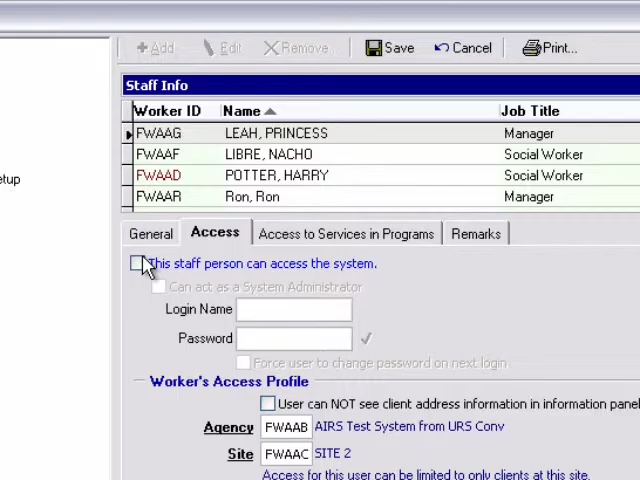 Add Edit Remove Save Cancel Print...
Staff Info
Worker ID Name Job Title
FWAAG LEAH, PRINCESS Manager
FWAAF LIBRE, NACHO Social Worker
etup FWAAD POTTER, HARRY Social Worker
FWAAR Ron, Ron Manager
General Access Access to Services in Programs Remarks
This staff person can access the system.
Can act as a System Administrator
Login Name
Password
Force user to change password on next login
Worker's Access Profile
User can NOT see client address information in information panel
Agency FWAAB AIRS Test System from URS Conv
Site FWAAC SITE 2
Access for this user can be limited to only clients at this site.